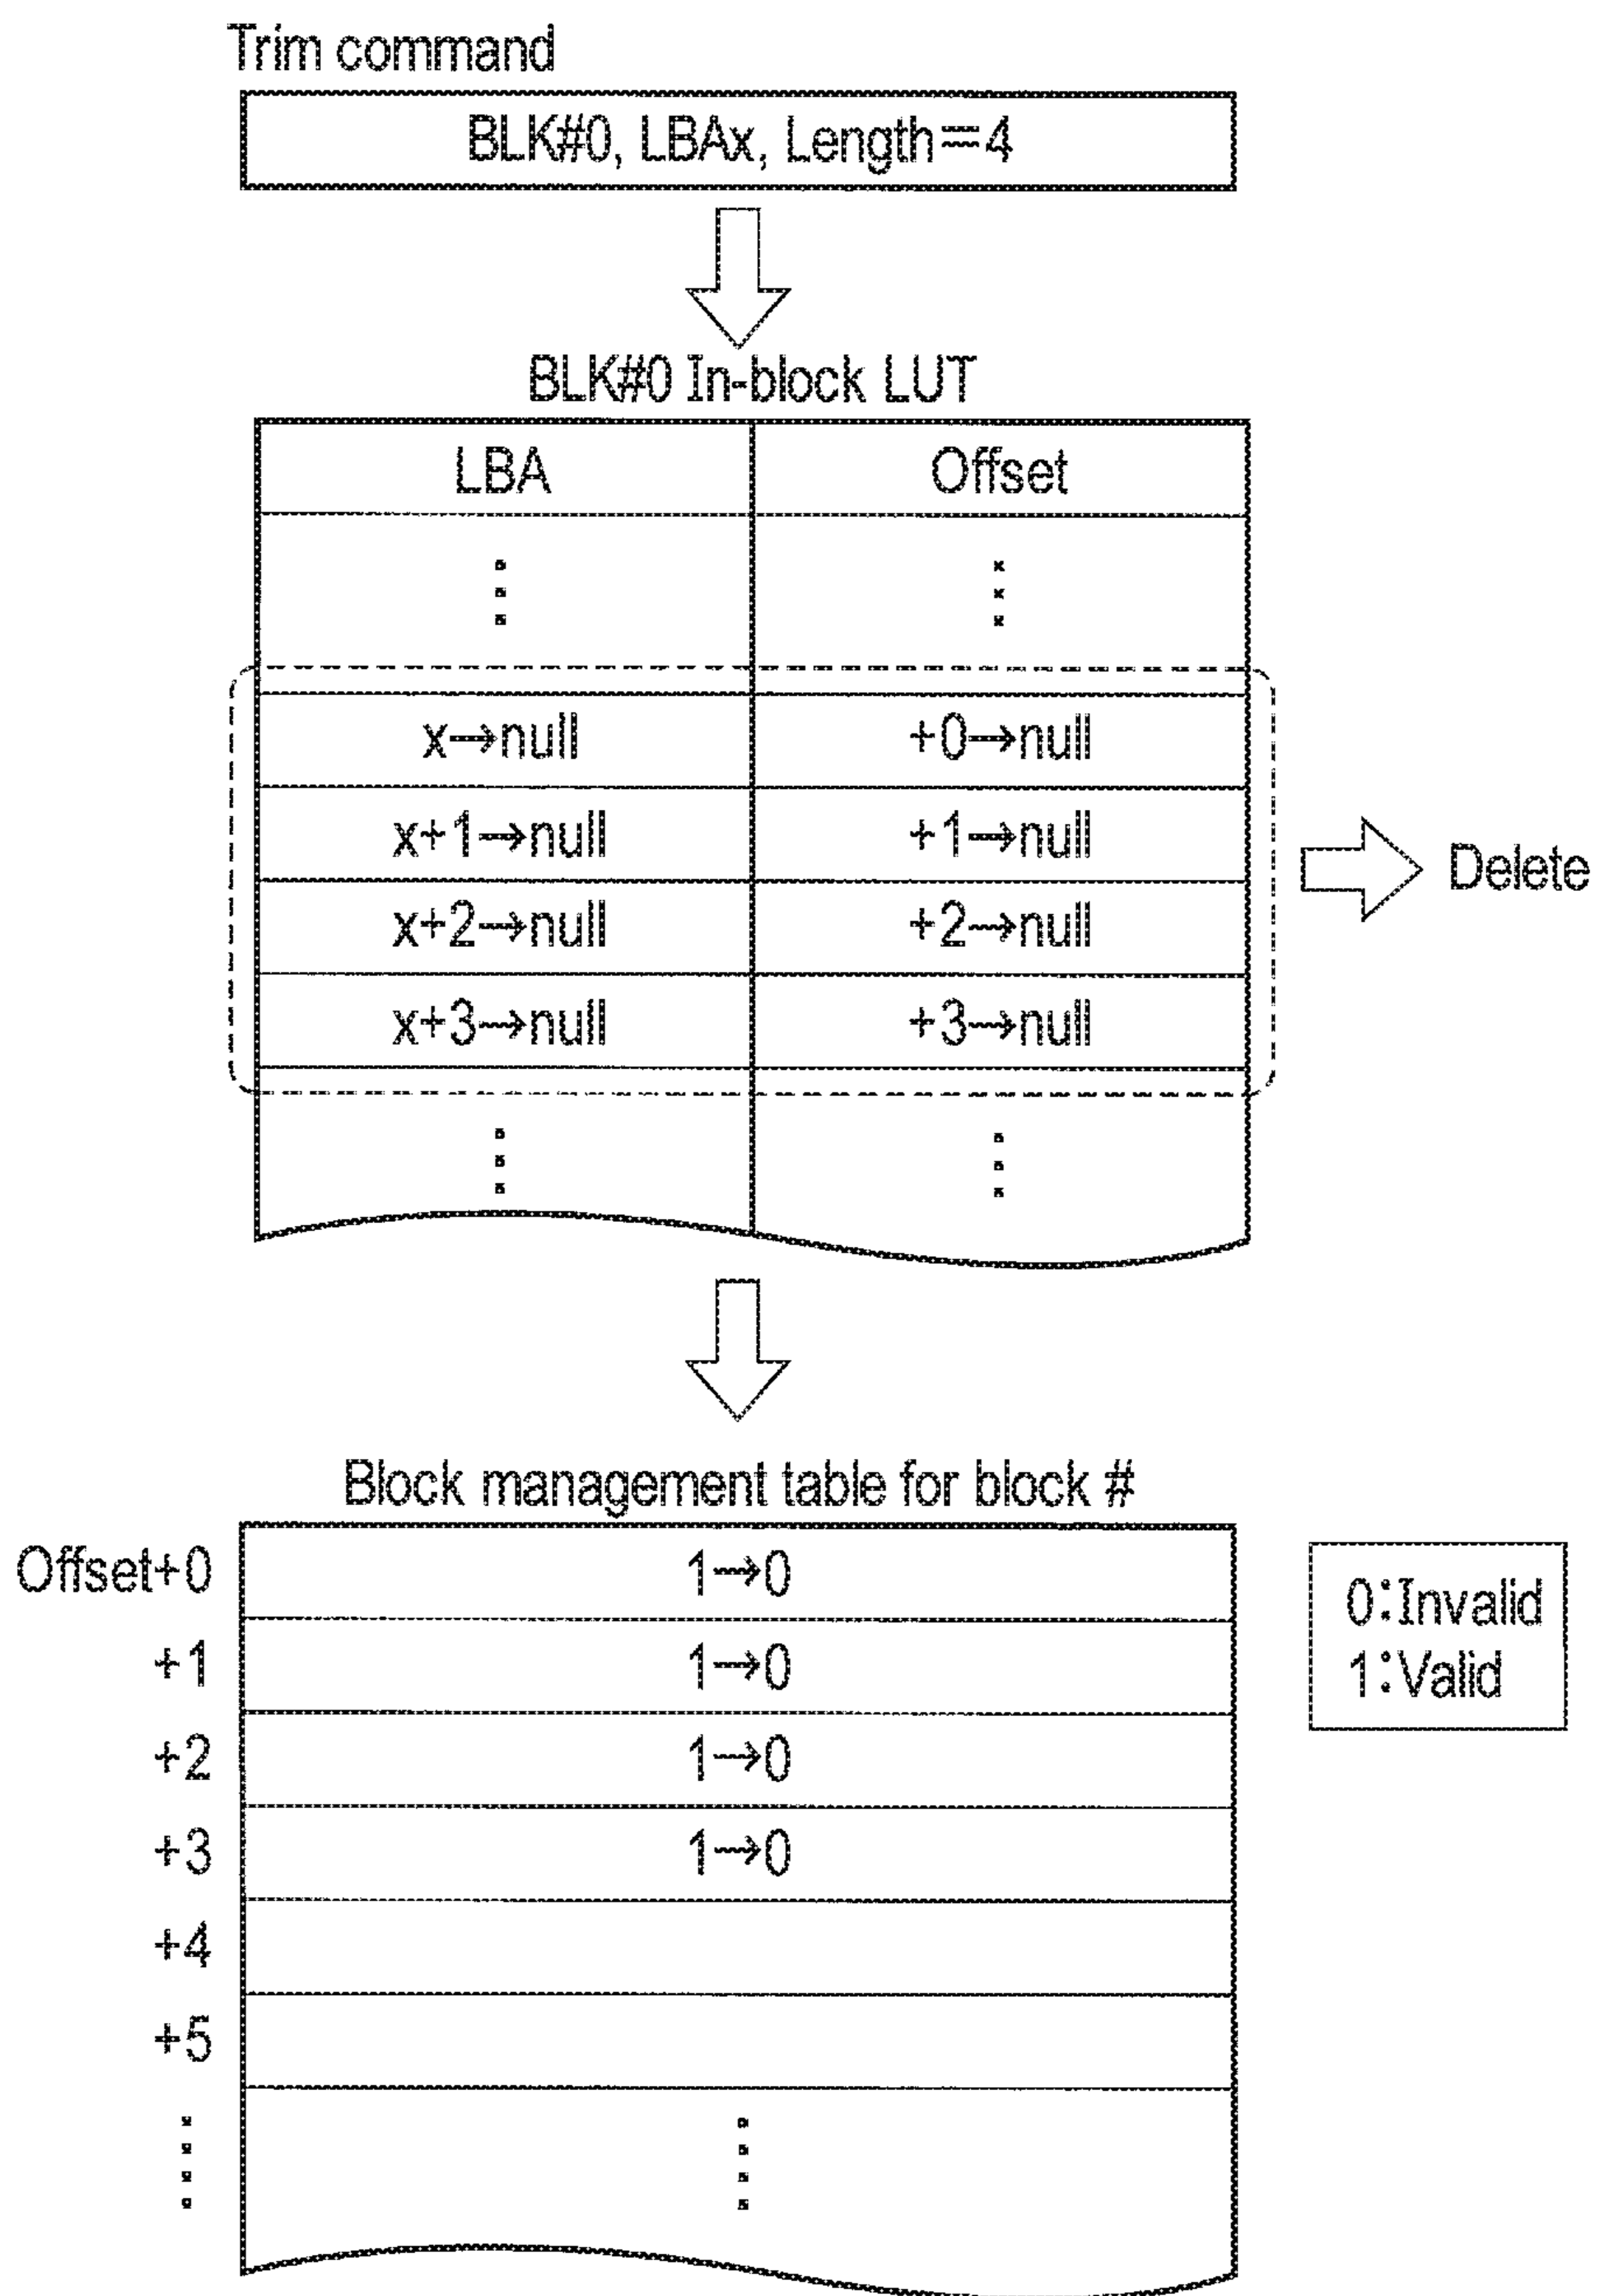 Trim command
BLK#0, LBAx, Length=4
BLK#0 In-block LUT
LBA Offset
x→null +0→null
x+1→null +1→null
x+2→null +2→null
x+3→null +3→null
Delete
Block management table for block #
Offset+0 1→0
+1 1→0
+2 1→0
+3 1→0
+4
+5
0:Invalid
1:Valid